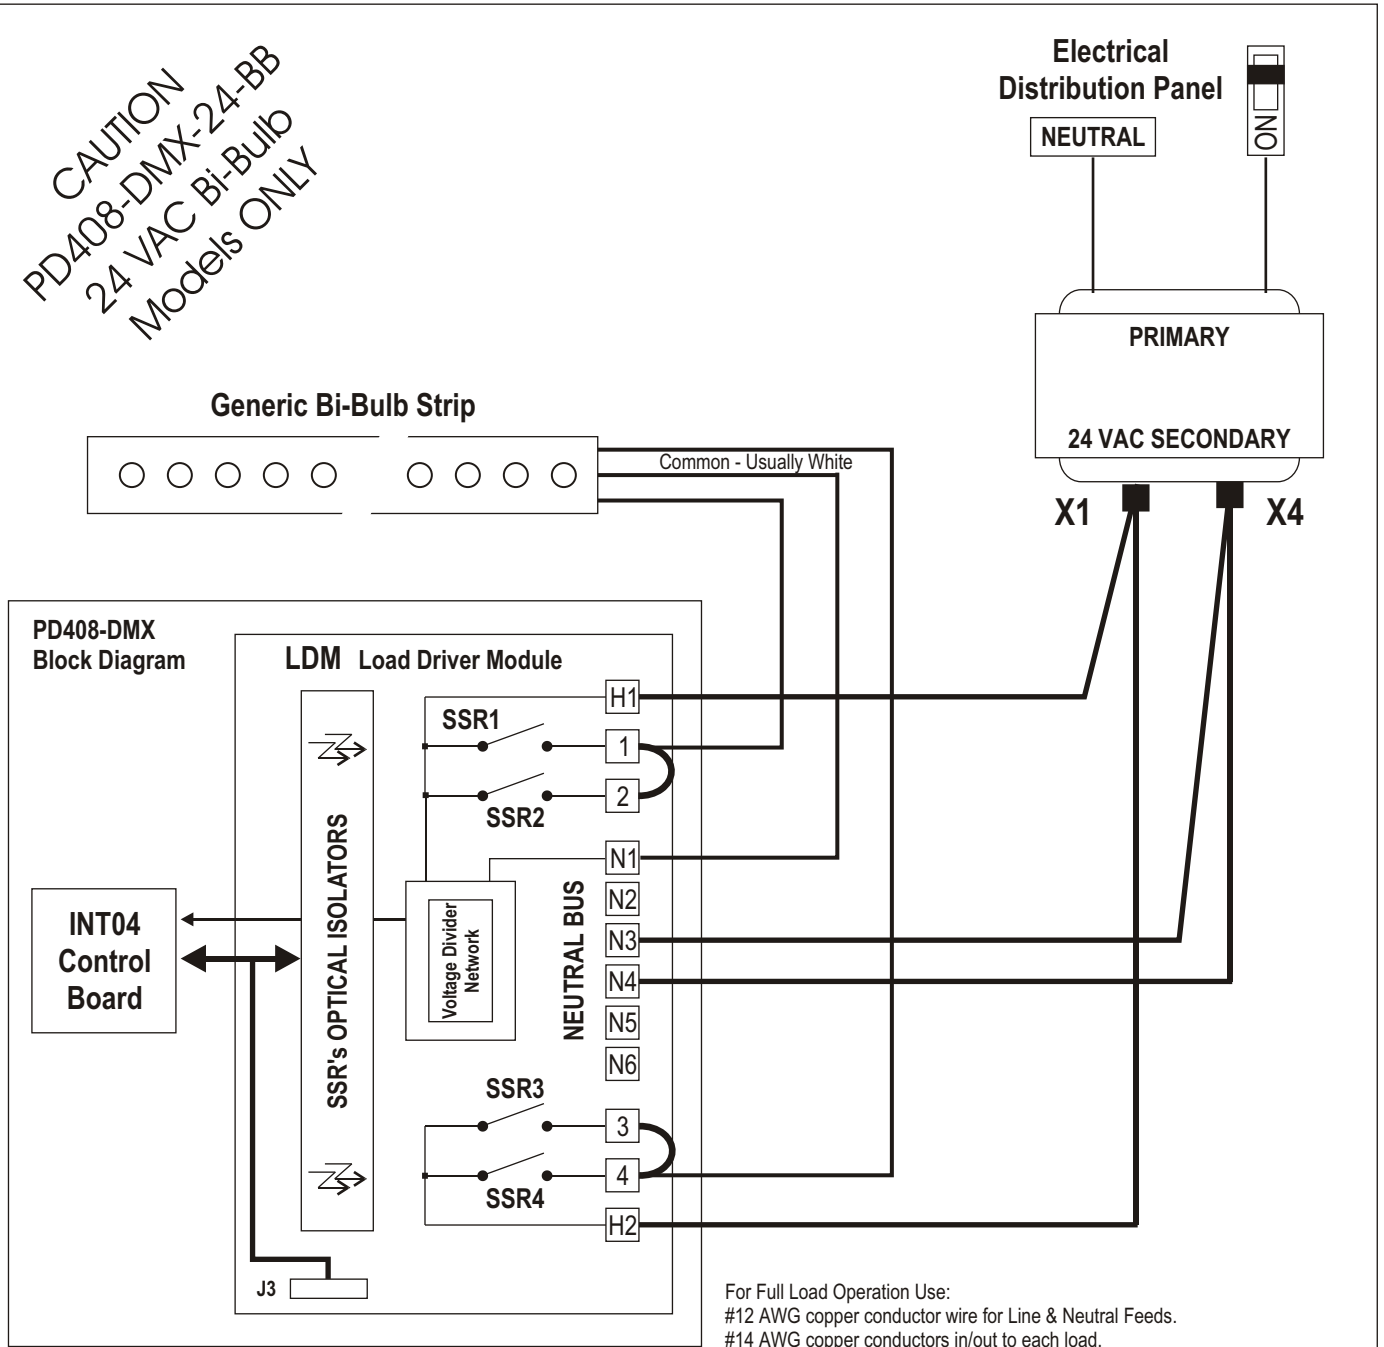 CAUTION
PD408-DMX-24-BB
24 VAC Bi-Bulb
Models ONLY
Electrical
Distribution Panel
NEUTRAL
ON
PRIMARY
24 VAC SECONDARY
X1
X4
Generic Bi-Bulb Strip
Common - Usually White
PD408-DMX
Block Diagram
LDM Load Driver Module
H1
SSR1
1
2
SSR2
SSR's OPTICAL ISOLATORS
N1
N2
N3
N4
N5
N6
NEUTRAL BUS
Voltage Divider
Network
INT04
Control
Board
SSR3
3
4
SSR4
H2
J3
For Full Load Operation Use:
#12 AWG copper conductor wire for Line & Neutral Feeds.
#14 AWG copper conductors in/out to each load.